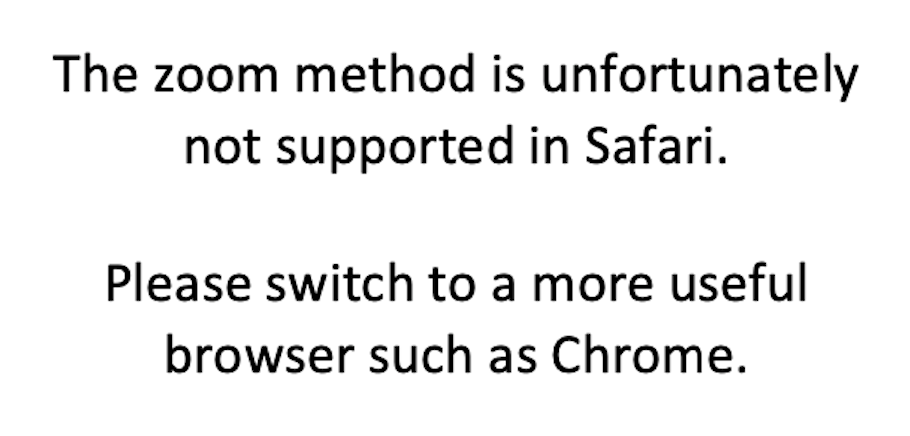 The zoom method is unfortunately
not supported in Safari.
Please switch to a more useful
browser such as Chrome.